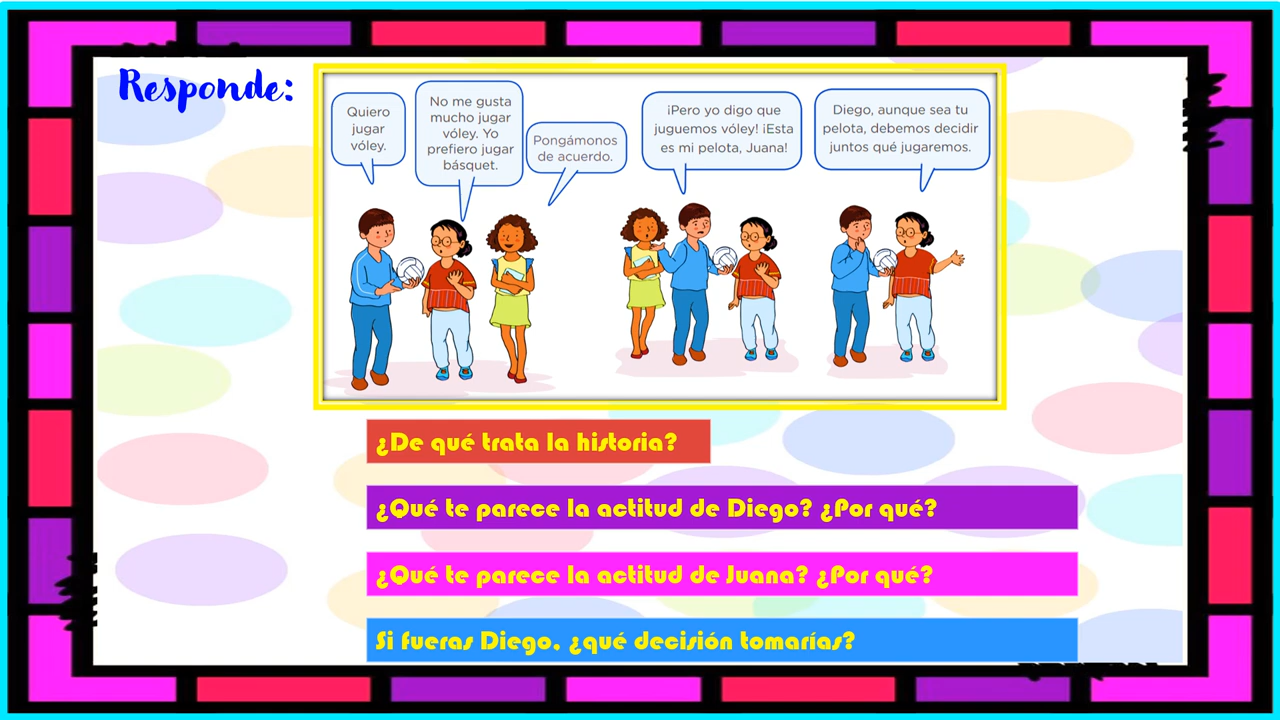 Responde:
Quiero
jugar
vóley.
No me gusta
mucho jugar
vóley. Yo
prefiero jugar
básquet.
Pongámonos
de acuerdo.
¡Pero yo digo que
juguemos vóley! ¡Esta
es mi pelota, Juana!
Diego, aunque sea tu
pelota, debemos decidir
juntos qué jugaremos.
¿De qué trata la historia?
¿Qué te parece la actitud de Diego? ¿Por qué?
¿Qué te parece la actitud de Juana? ¿Por qué?
Si fueras Diego, ¿qué decisión tomarías?